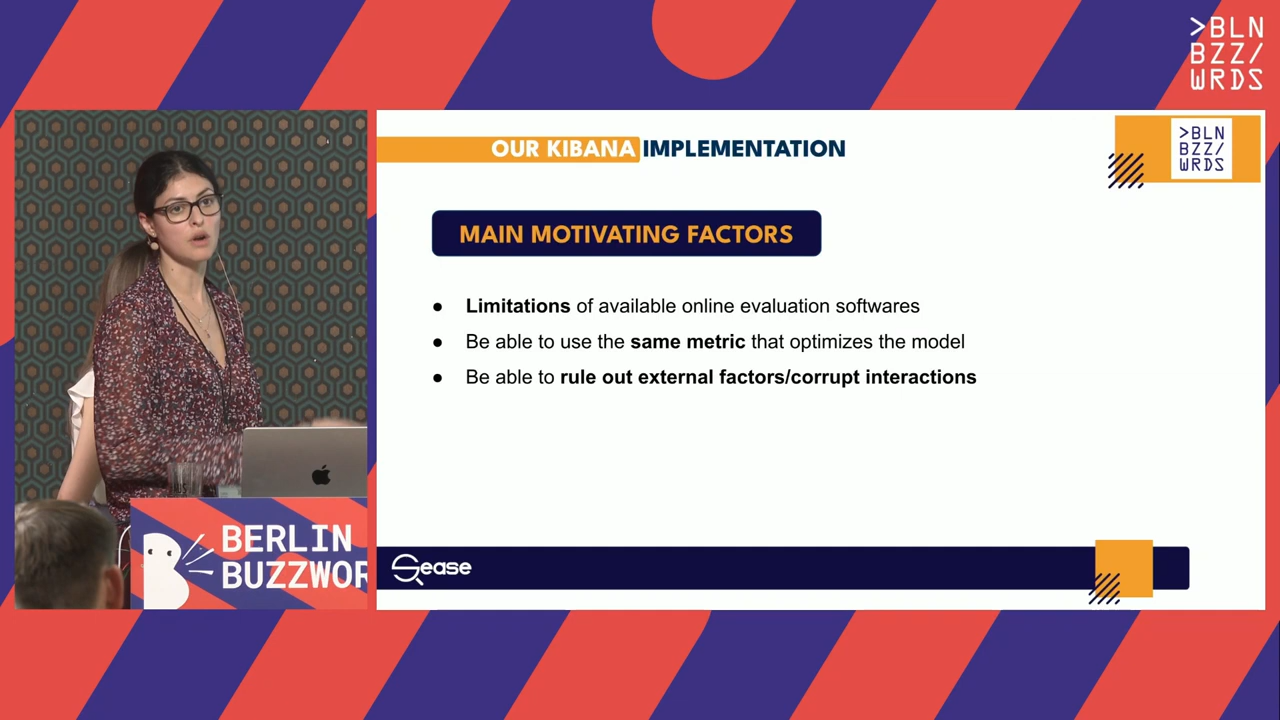 >BLN
BZZ/
WRDS
OUR KIBANA IMPLEMENTATION
>BLN
BZZ/
WRDS
MAIN MOTIVATING FACTORS
● Limitations of available online evaluation softwares
● Be able to use the same metric that optimizes the model
● Be able to rule out external factors/corrupt interactions
BERLIN
BUZZWOR
Sease